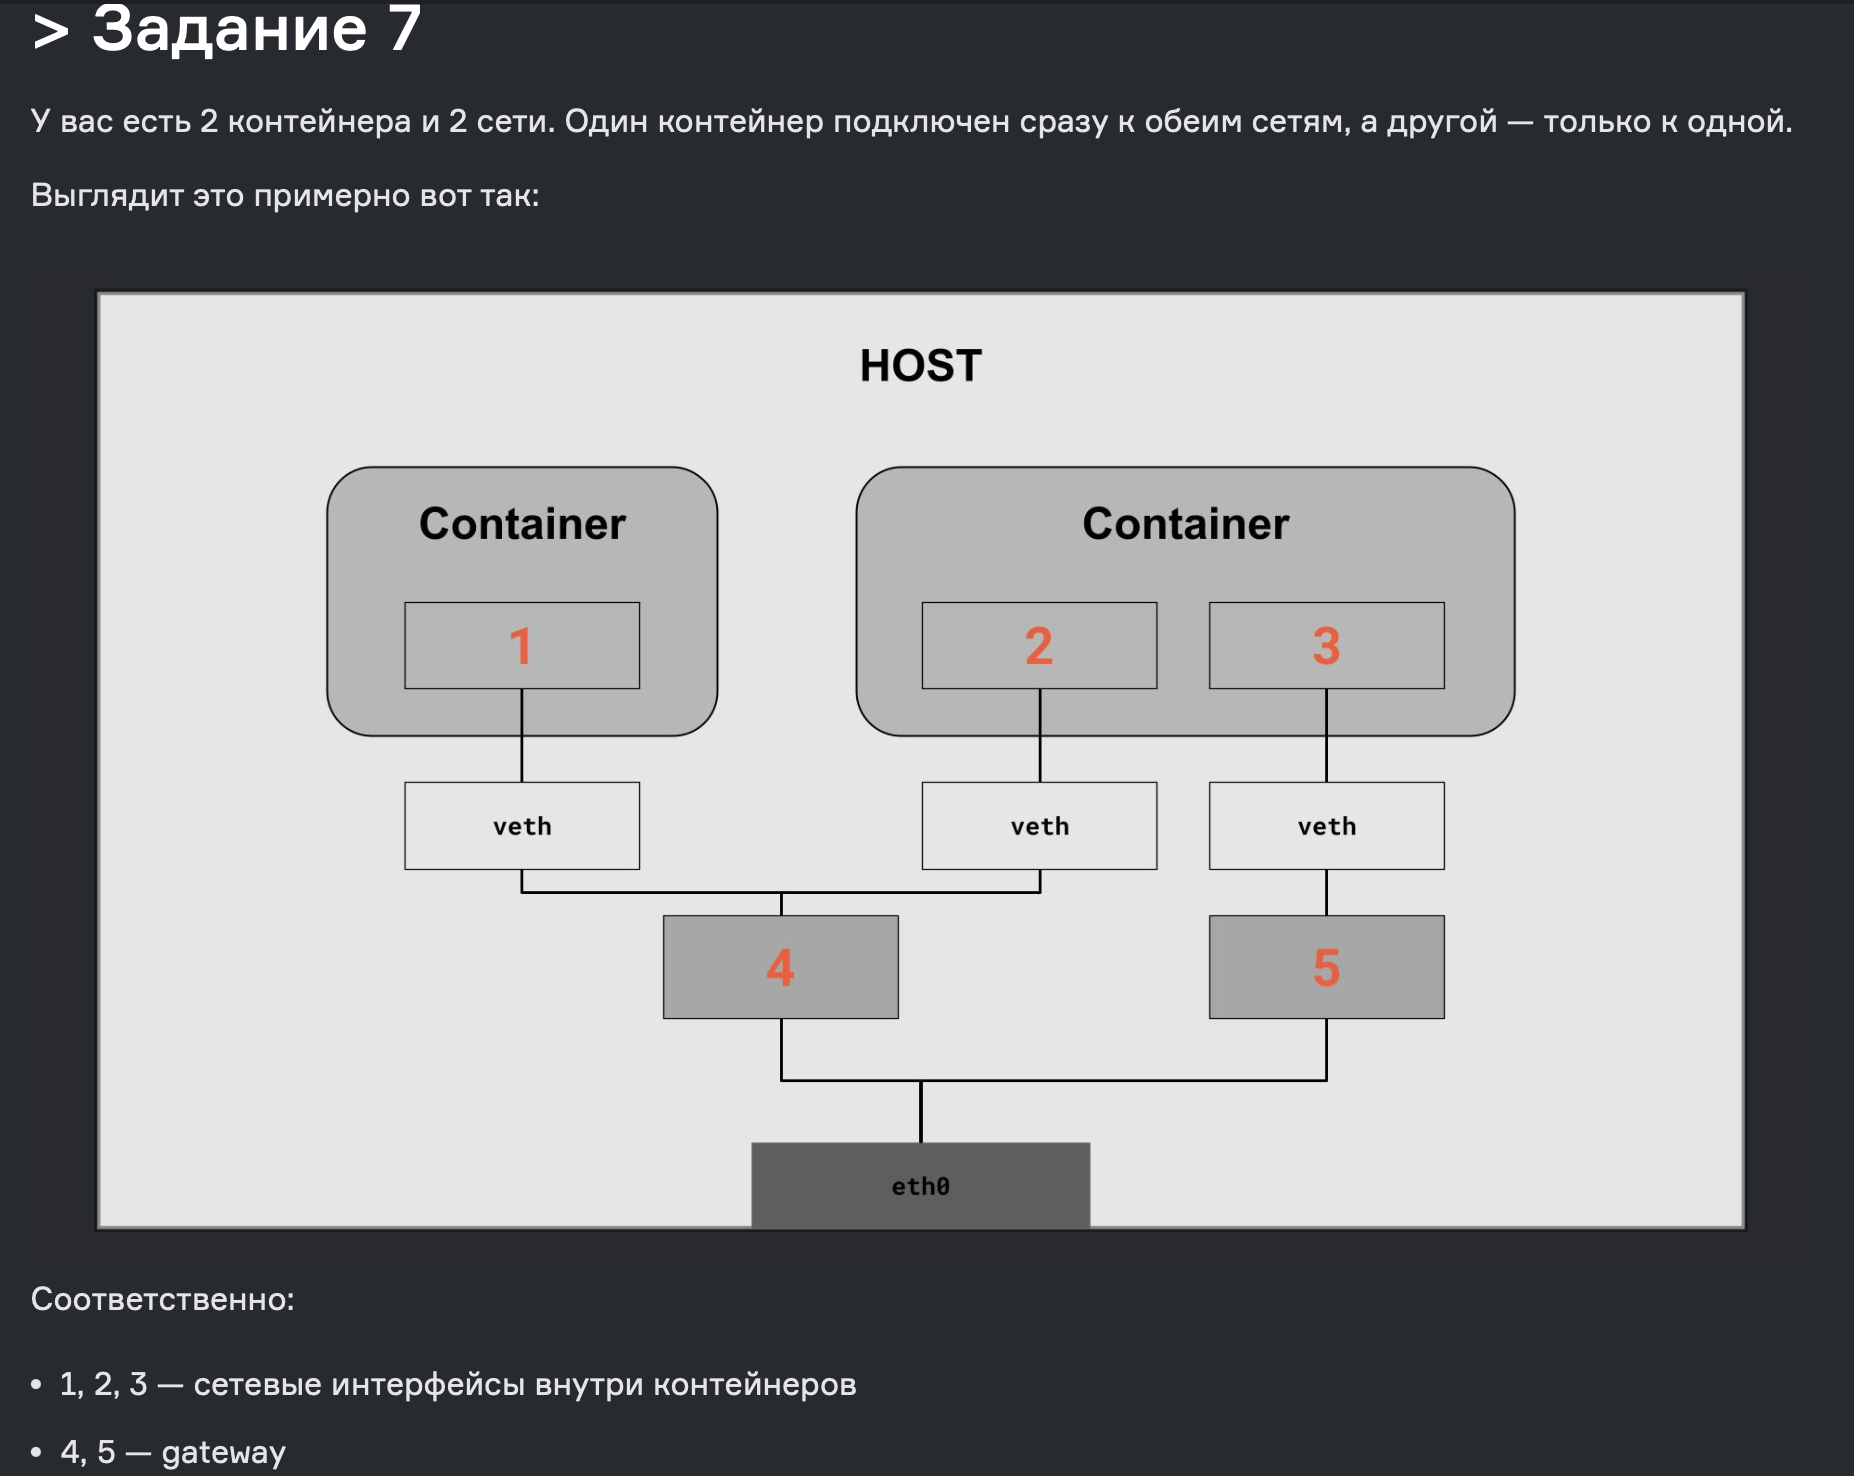 > Задание 7
У вас есть 2 контейнера и 2 сети. Один контейнер подключен сразу к обеим сетям, а другой — только к одной.
Выглядит это примерно вот так:
HOST
Container
Container
1
2
3
veth
veth
veth
4
5
eth0
Соответственно:
• 1, 2, 3 — сетевые интерфейсы внутри контейнеров
• 4, 5 — gateway